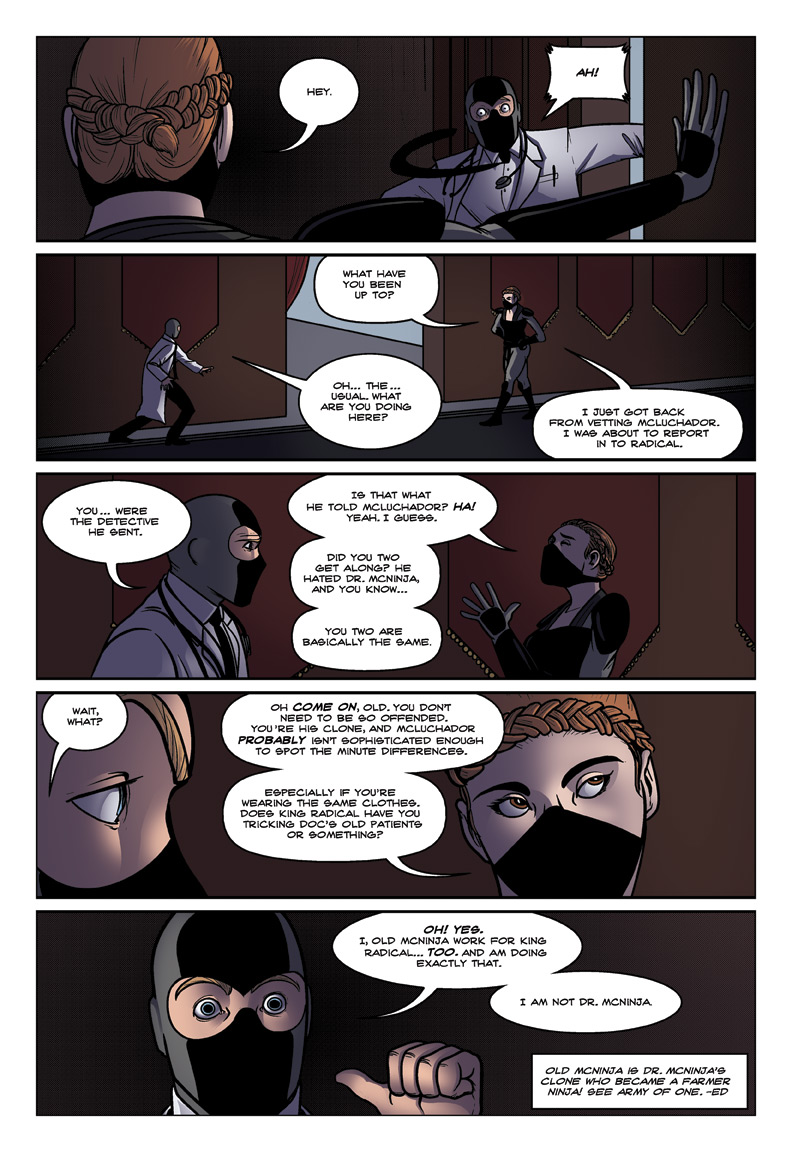 HEY.
AH!
WHAT HAVE
YOU BEEN
UP TO?
OH... THE...
USUAL. WHAT
ARE YOU DOING
HERE?
I JUST GOT BACK
FROM VETTING MCLUCHADOR.
I WAS ABOUT TO REPORT
IN TO RADICAL.
YOU... WERE
THE DETECTIVE
HE SENT.
IS THAT WHAT
HE TOLD MCLUCHADOR? HA!
YEAH. I GUESS.
DID YOU TWO
GET ALONG? HE
HATED DR. MCNINJA,
AND YOU KNOW...
YOU TWO ARE
BASICALLY THE SAME.
WAIT,
WHAT?
OH COME ON, OLD. YOU DON'T
NEED TO BE SO OFFENDED.
YOU'RE HIS CLONE, AND MCLUCHADOR
PROBABLY ISN'T SOPHISTICATED ENOUGH
TO SPOT THE MINUTE DIFFERENCES.
ESPECIALLY IF YOU'RE
WEARING THE SAME CLOTHES.
DOES KING RADICAL HAVE YOU
TRICKING DOC'S OLD PATIENTS
OR SOMETHING?
OH! YES.
I, OLD MCNINJA WORK FOR KING
RADICAL... TOO. AND AM DOING
EXACTLY THAT.
I AM NOT DR. MCNINJA.
OLD MCNINJA IS DR. MCNINJA'S
CLONE WHO BECAME A FARMER
NINJA! SEE ARMY OF ONE. -ED